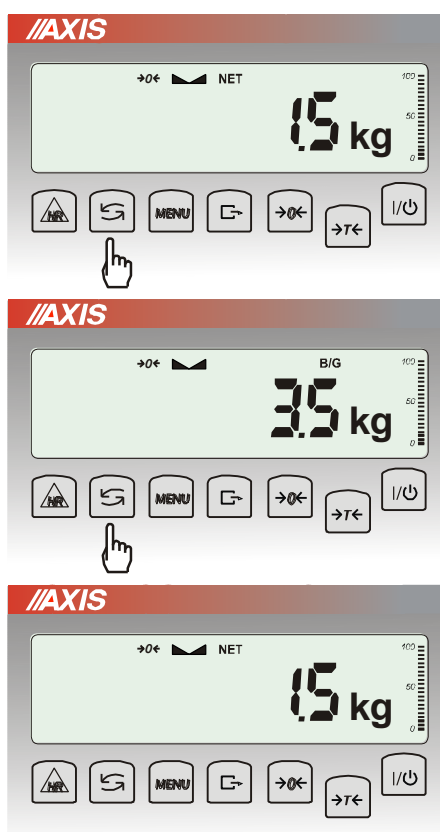 //AXIS
→0← NET 100
1.5 kg 50
0
HR MENU →0← →T← I/⏻
//AXIS
→0← B/G 100
3.5 kg 50
0
HR MENU →0← →T← I/⏻
//AXIS
→0← NET 100
1.5 kg 50
0
HR MENU →0← →T← I/⏻